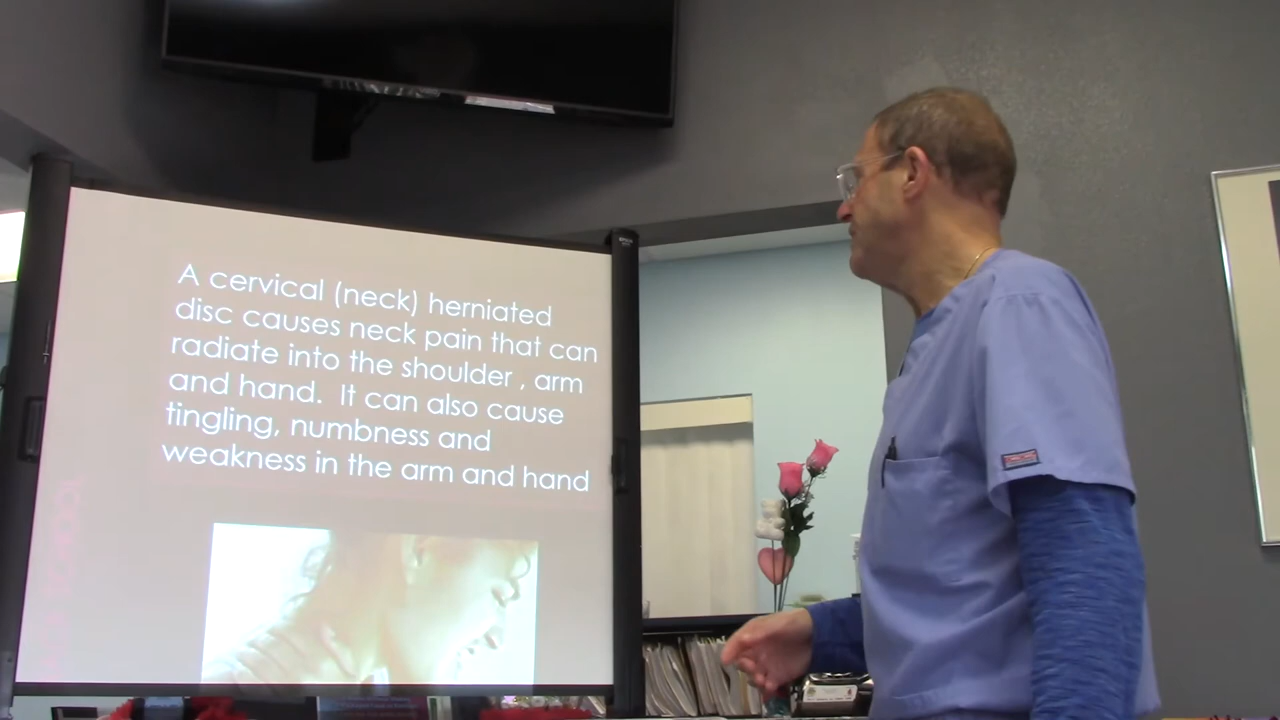 A cervical (neck) herniated
disc causes neck pain that can
radiate into the shoulder , arm
and hand.  It can also cause
tingling, numbness and
weakness in the arm and hand
EPSON